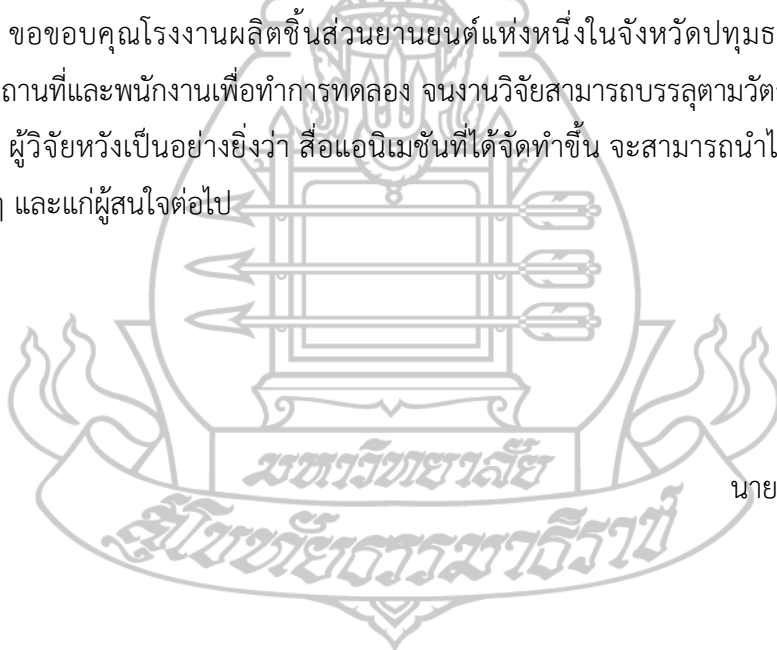 ขอขอบคุณโรงงานผลิตชิ้นส่วนยานยนต์แห่งหนึ่งในจังหวัดปทุมธ
ถานที่และพนักงานเพื่อทำการทดลอง จนงานวิจัยสามารถบรรลุตามวัต
ผู้วิจัยหวังเป็นอย่างยิ่งว่า สื่อแอนิเมชันที่ได้จัดทำขึ้น จะสามารถนำไ
ๆ และแก่ผู้สนใจต่อไป
มหาวิทยาลัย
นาย
สุโขทัยธรรมาธิราช